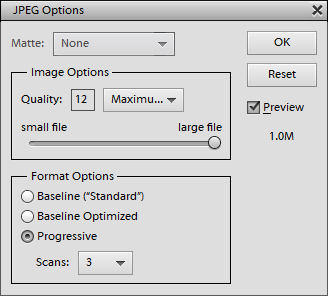 JPEG Options
Matte: None
OK
Image Options
Reset
Quality: 12 Maximu...
Preview
small file large file
1.0M
Format Options
Baseline ("Standard")
Baseline Optimized
Progressive
Scans: 3